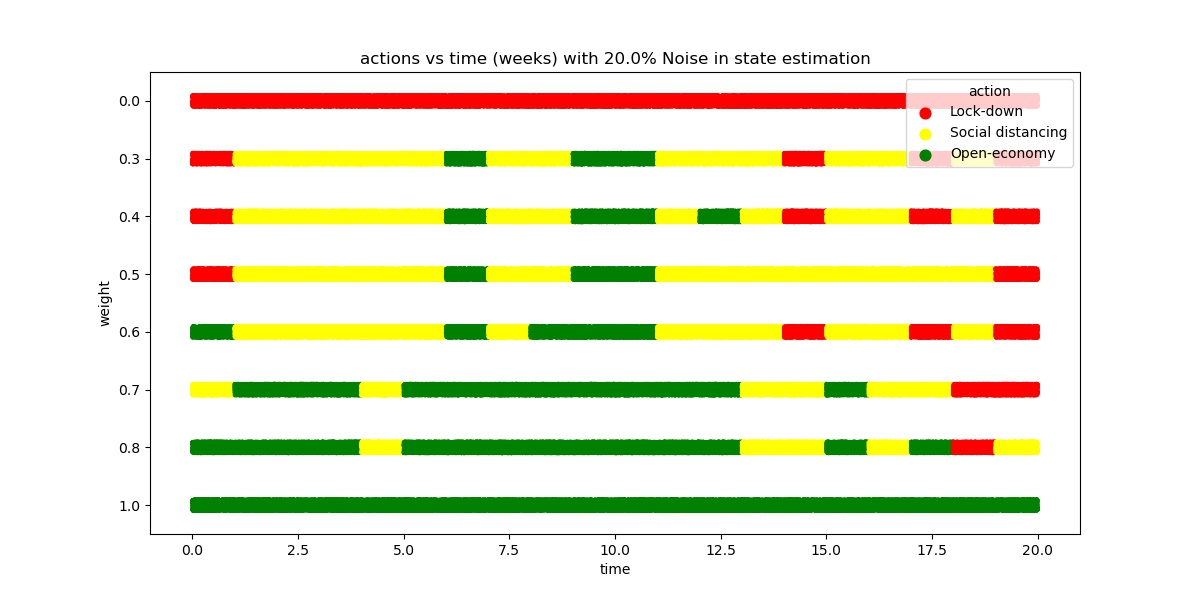 actions vs time (weeks) with 20.0% Noise in state estimation
action
Lock-down
Social distancing
Open-economy
weight
0.0
0.3
0.4
0.5
0.6
0.7
0.8
1.0
0.0 2.5 5.0 7.5 10.0 12.5 15.0 17.5 20.0
time